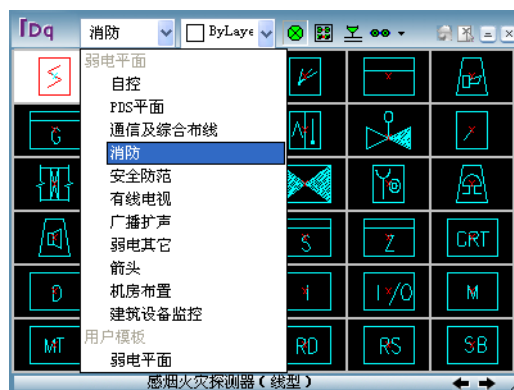 IDq 消防 ByLaye
弱电平面
自控
PDS平面
通信及综合布线
消防
安全防范
有线电视
广播扩声
弱电其它
箭头
机房布置
建筑设备监控
用户模板
弱电平面
G
S Z CRT
D I/O M
MT RD RS SB
感烟火灾探测器(线型)